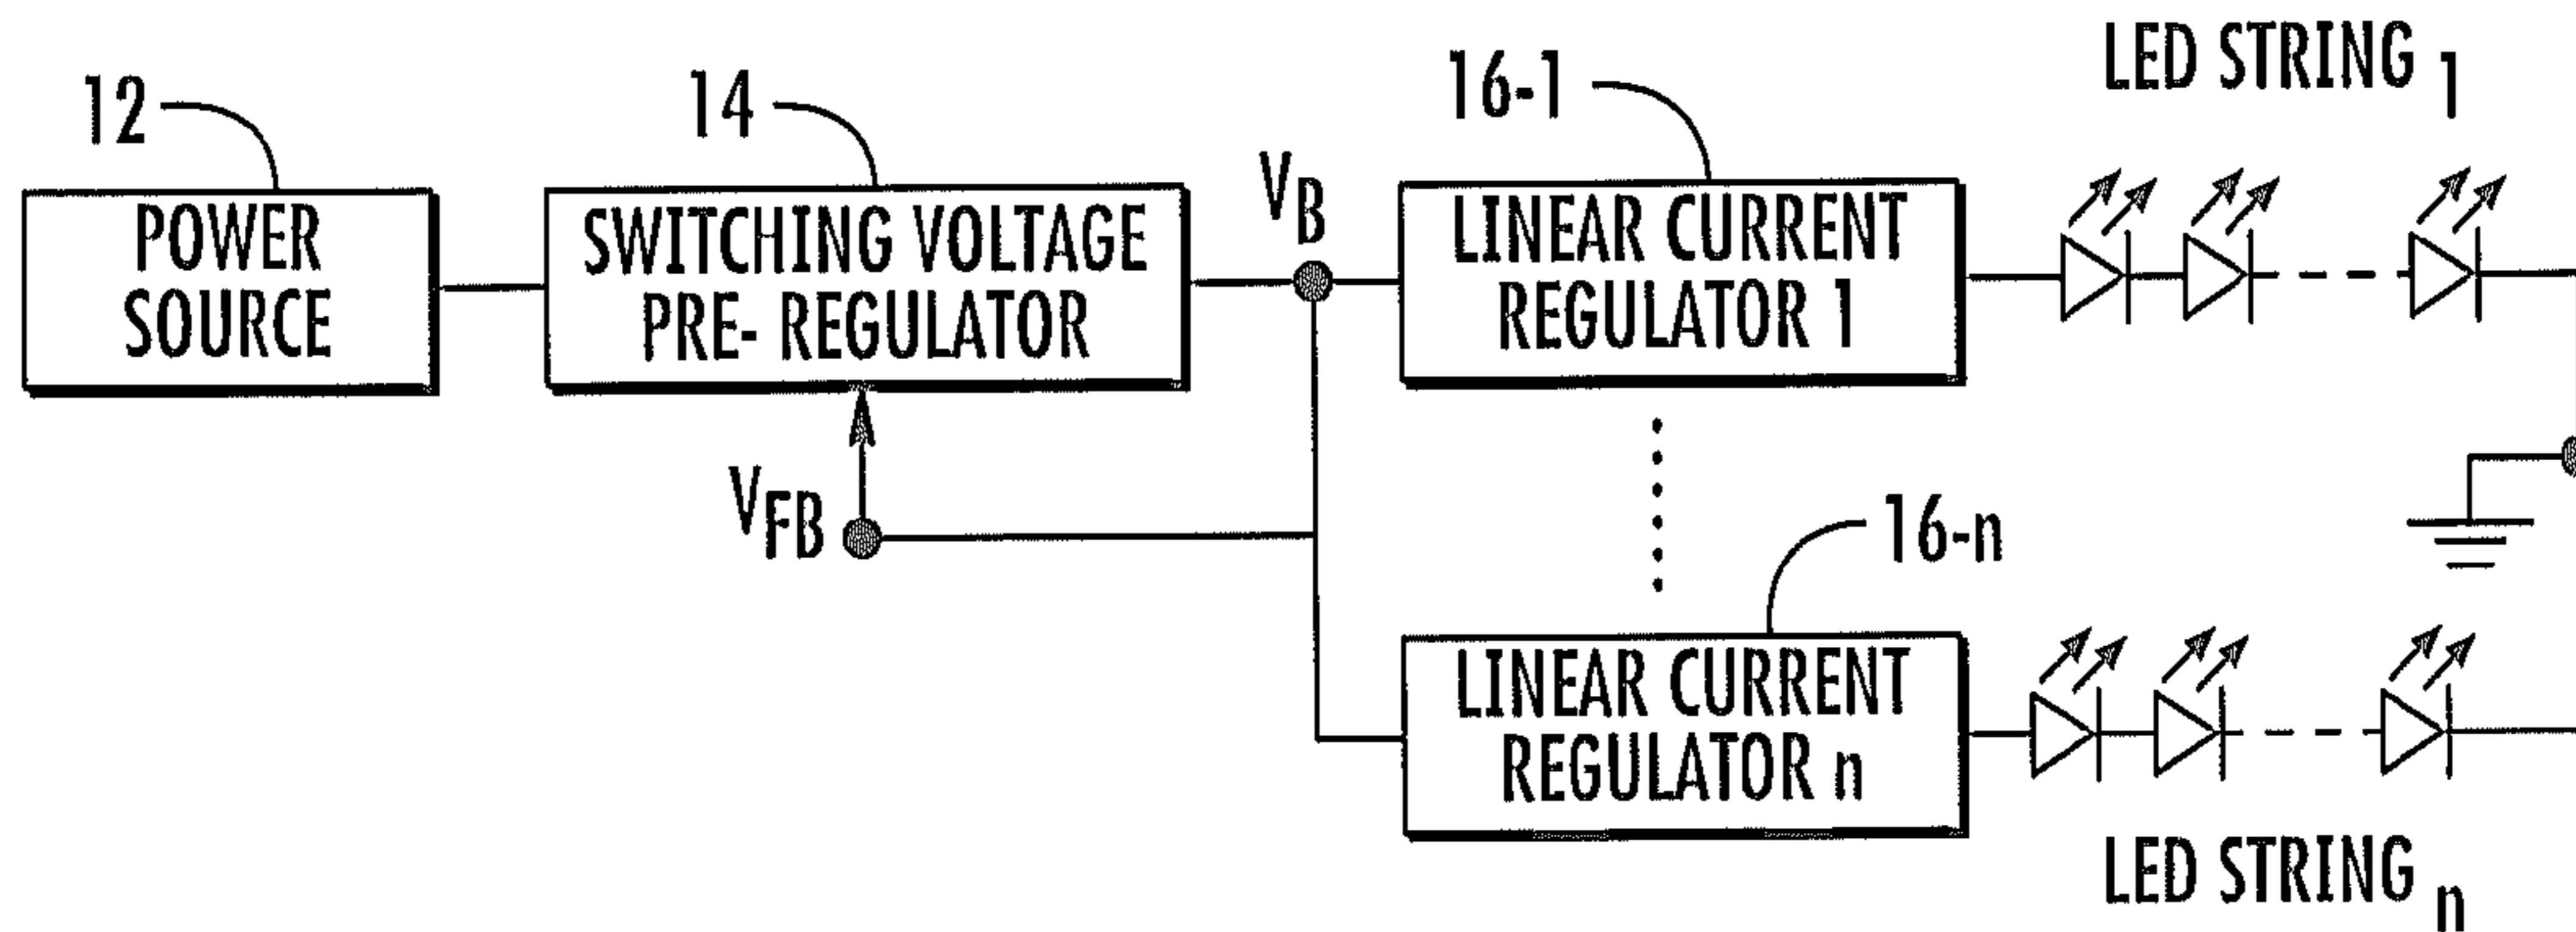 12
14
16-1
LED STRING 1
POWER
SOURCE
SWITCHING VOLTAGE
PRE- REGULATOR
VB
LINEAR CURRENT
REGULATOR 1
VFB
16-n
LINEAR CURRENT
REGULATOR n
LED STRING n